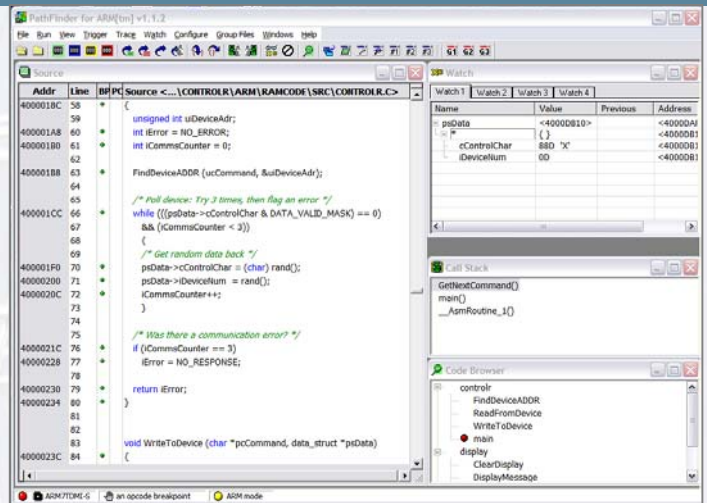 PathFinder for ARM[tm] v1.1.2
File Run View Trigger Trace Watch Configure Group Files Windows Help
G1 G2 G3
Source
Addr Line BP PC Source <...\CONTROLR\ARM\RAMCODE\SRC\CONTROLR.C>
4000018C 58 {
59 unsigned int uiDeviceAdr;
400001A8 60 int iError = NO_ERROR;
400001B0 61 int iCommsCounter = 0;
62
400001B8 63 FindDeviceADDR (ucCommand, &uiDeviceAdr);
64
65 /* Poll device: Try 3 times, then flag an error */
400001CC 66 while (((psData->cControlChar & DATA_VALID_MASK) == 0)
67 && (iCommsCounter < 3))
68 {
69 /* Get random data back */
400001F0 70 psData->cControlChar = (char) rand();
40000200 71 psData->iDeviceNum = rand();
4000020C 72 iCommsCounter++;
73 }
74
75 /* Was there a communication error? */
4000021C 76 if (iCommsCounter == 3)
40000228 77 iError = NO_RESPONSE;
78
40000230 79 return iError;
40000234 80 }
81
82
83 void WriteToDevice (char *pcCommand, data_struct *psData)
4000023C 84 {
Watch
Watch 1 Watch 2 Watch 3 Watch 4
Name Value Previous Address
psData <4000DB10> <4000DAF
* { } <4000DB1
cControlChar 88D 'X' <4000DB1
iDeviceNum 0D <4000DB1
Call Stack
GetNextCommand()
main()
__AsmRoutine_1()
Code Browser
controlr
FindDeviceADDR
ReadFromDevice
WriteToDevice
main
display
ClearDisplay
DisplayMessage
ARM7TDMI-S an opcode breakpoint ARM mode